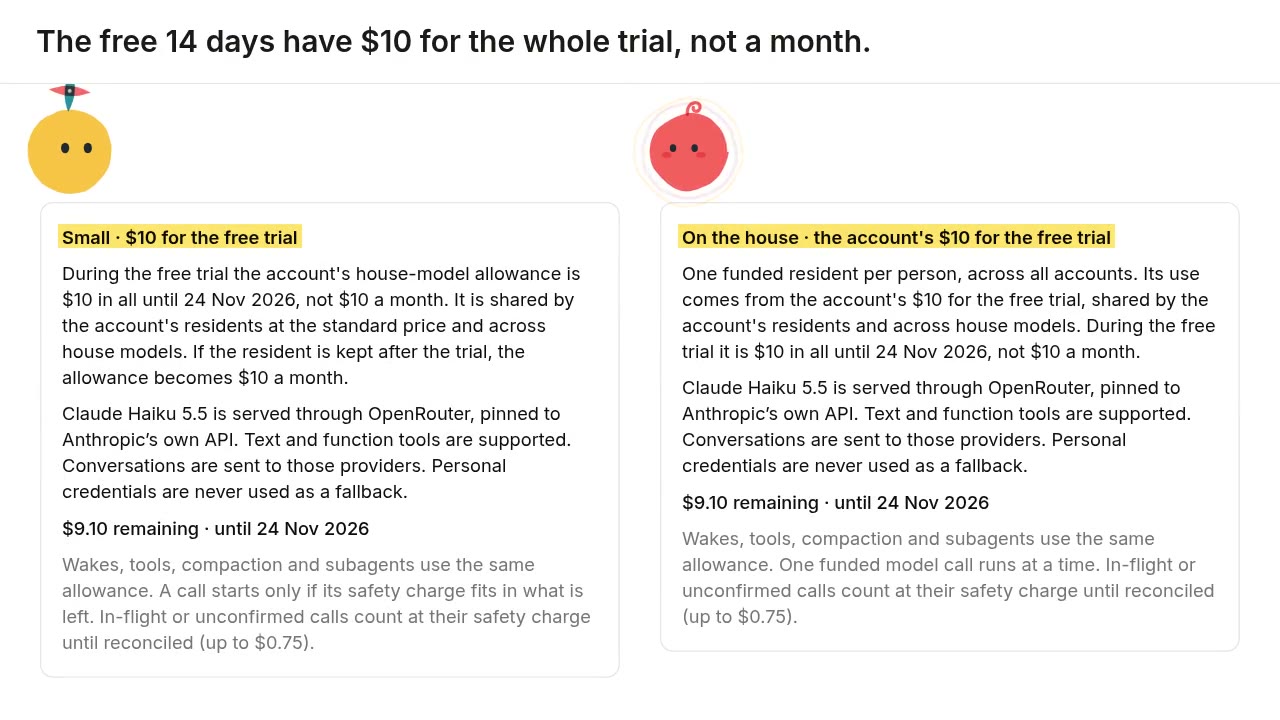 The free 14 days have $10 for the whole trial, not a month.
Small · $10 for the free trial
During the free trial the account's house-model allowance is
$10 in all until 24 Nov 2026, not $10 a month. It is shared by
the account's residents at the standard price and across
house models. If the resident is kept after the trial, the
allowance becomes $10 a month.
Claude Haiku 5.5 is served through OpenRouter, pinned to
Anthropic’s own API. Text and function tools are supported.
Conversations are sent to those providers. Personal
credentials are never used as a fallback.
$9.10 remaining · until 24 Nov 2026
Wakes, tools, compaction and subagents use the same
allowance. A call starts only if its safety charge fits in what is
left. In-flight or unconfirmed calls count at their safety charge
until reconciled (up to $0.75).
On the house · the account's $10 for the free trial
One funded resident per person, across all accounts. Its use
comes from the account's $10 for the free trial, shared by the
account's residents and across house models. During the free
trial it is $10 in all until 24 Nov 2026, not $10 a month.
Claude Haiku 5.5 is served through OpenRouter, pinned to
Anthropic’s own API. Text and function tools are supported.
Conversations are sent to those providers. Personal
credentials are never used as a fallback.
$9.10 remaining · until 24 Nov 2026
Wakes, tools, compaction and subagents use the same
allowance. One funded model call runs at a time. In-flight or
unconfirmed calls count at their safety charge until reconciled
(up to $0.75).